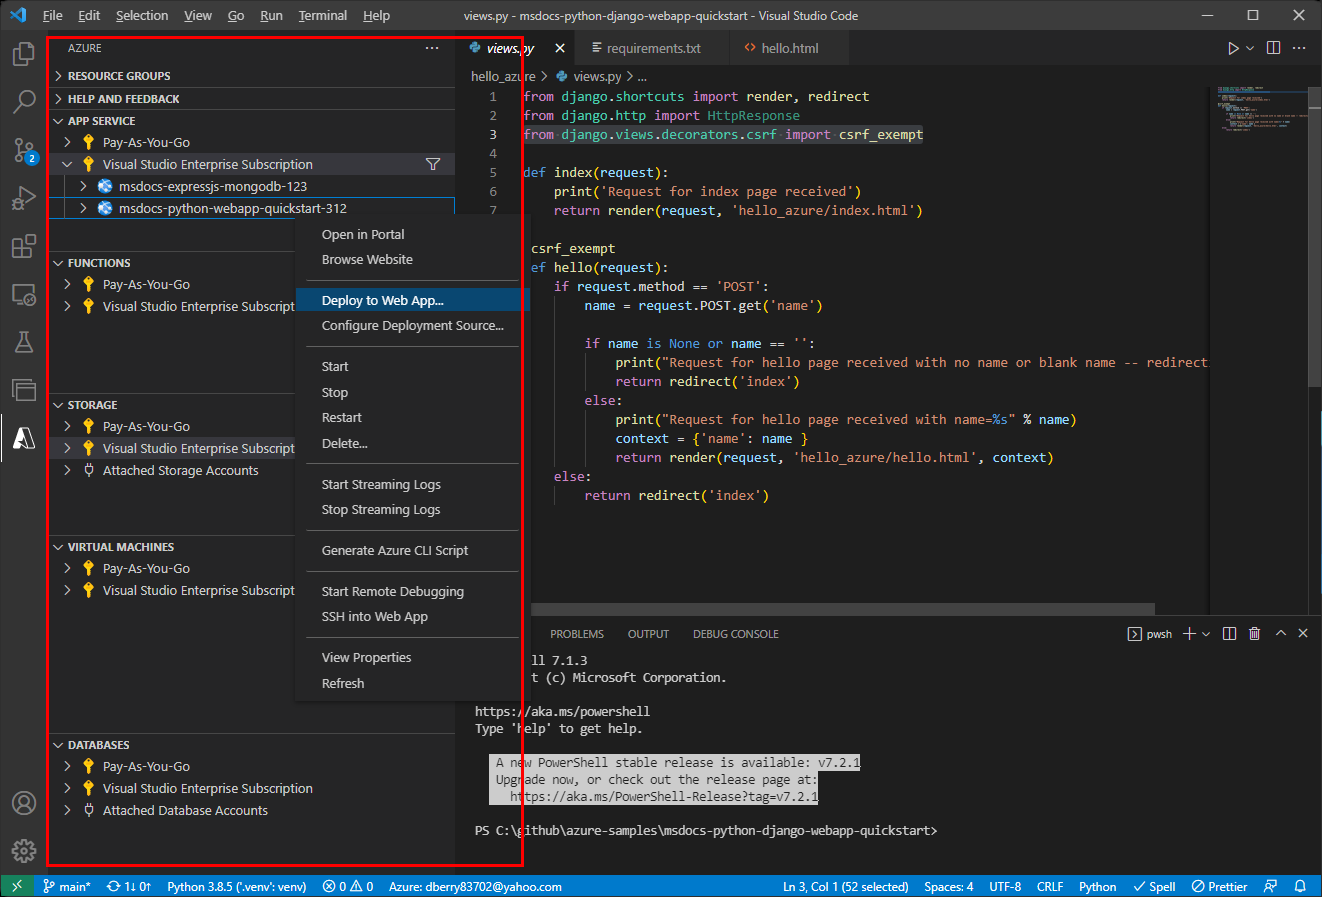 File Edit Selection View Go Run Terminal Help views.py - msdocs-python-django-webapp-quickstart - Visual Studio Code
AZURE
RESOURCE GROUPS
HELP AND FEEDBACK
APP SERVICE
Pay-As-You-Go
Visual Studio Enterprise Subscription
msdocs-expressjs-mongodb-123
msdocs-python-webapp-quickstart-312
2
FUNCTIONS
Pay-As-You-Go
Visual Studio Enterprise Subscript
STORAGE
Pay-As-You-Go
Visual Studio Enterprise Subscript
Attached Storage Accounts
VIRTUAL MACHINES
Pay-As-You-Go
Visual Studio Enterprise Subscript
DATABASES
Pay-As-You-Go
Visual Studio Enterprise Subscription
Attached Database Accounts
Open in Portal
Browse Website
Deploy to Web App...
Configure Deployment Source...
Start
Stop
Restart
Delete...
Start Streaming Logs
Stop Streaming Logs
Generate Azure CLI Script
Start Remote Debugging
SSH into Web App
View Properties
Refresh
views.py requirements.txt hello.html
hello_azure > views.py > ...
1 from django.shortcuts import render, redirect
2 from django.http import HttpResponse
3 from django.views.decorators.csrf import csrf_exempt
4
5 def index(request):
6 print('Request for index page received')
7 return render(request, 'hello_azure/index.html')
csrf_exempt
ef hello(request):
if request.method == 'POST':
name = request.POST.get('name')
if name is None or name == '':
print("Request for hello page received with no name or blank name -- redirect
return redirect('index')
else:
print("Request for hello page received with name=%s" % name)
context = {'name': name }
return render(request, 'hello_azure/hello.html', context)
else:
return redirect('index')
PROBLEMS OUTPUT DEBUG CONSOLE pwsh
ll 7.1.3
t (c) Microsoft Corporation.
https://aka.ms/powershell
Type 'help' to get help.
A new PowerShell stable release is available: v7.2.1
Upgrade now, or check out the release page at:
https://aka.ms/PowerShell-Release?tag=v7.2.1
PS C:\github\azure-samples\msdocs-python-django-webapp-quickstart>
main* 1↓ 0↑ Python 3.8.5 ('.venv': venv) 0 0 Azure: dberry83702@yahoo.com Ln 3, Col 1 (52 selected) Spaces: 4 UTF-8 CRLF Python Spell Prettier